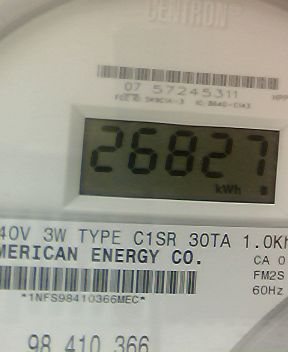 CENTRON®
07 57245311
26827
kWh
40V 3W TYPE C1SR 30TA 1.0Kh
MERICAN ENERGY CO.
CA 0
FM2S
60Hz
*1NFS98410366MEC*
98 410 366